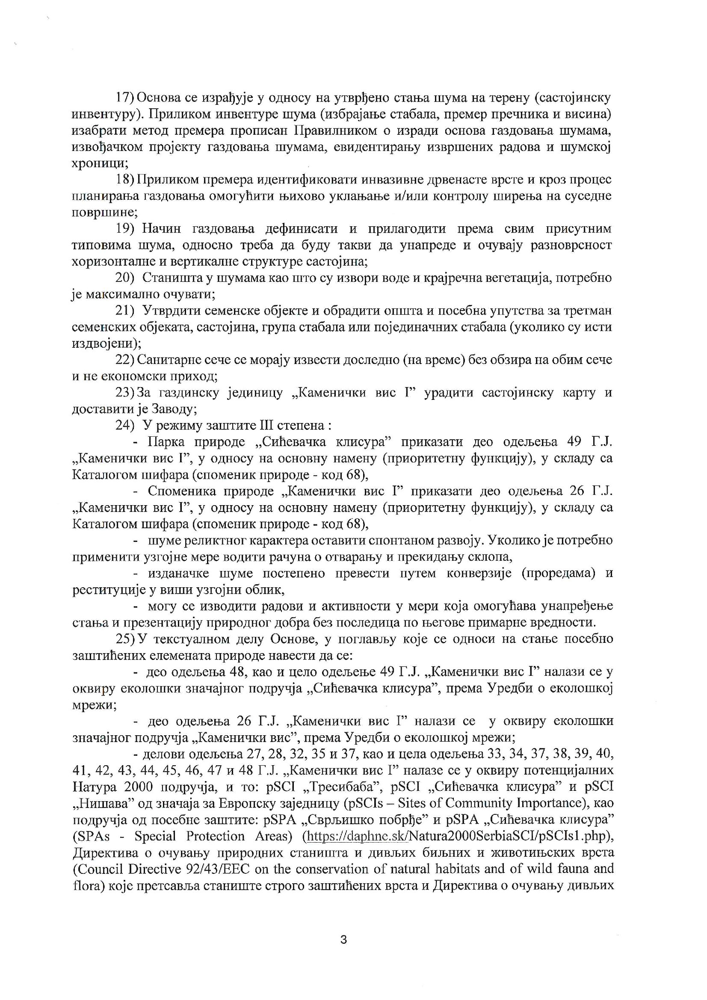 17) Основа се израђује у односу на утврђено стања шума на терену (састојинску
инвентуру). Приликом инвентуре шума (избрајање стабала, премер пречника и висина)
изабрати метод премера прописан Правилником о изради основа газдовања шумама,
извођачком пројекту газдовања шумама, евидентирању извршених радова и шумској
хроници;
18) Приликом премера идентификовати инвазивне дрвенасте врсте и кроз процес
планирања газдовања омогућити њихово уклањање и/или контролу ширења на суседне
површине;
19) Начин газдовања дефинисати и прилагодити према свим присутним
типовима шума, односно треба да буду такви да унапреде и очувају разноврсност
хоризонталне и вертикалне структуре састојина;
20) Станишта у шумама као што су извори воде и крајречна вегетација, потребно
је максимално очувати;
21) Утврдити семенске објекте и обрадити општа и посебна упутства за третман
семенских објеката, састојина, група стабала или појединачних стабала (уколико су исти
издвојени);
22) Санитарне сече се морају извести доследно (на време) без обзира на обим сече
и не економски приход;
23) За газдинску јединицу „Каменички вис I” урадити састојинску карту и
доставити је Заводу;
24) У режиму заштите III степена :
- Парка природе „Сићевачка клисура” приказати део одељења 49 Г.Ј.
„Каменички вис I”, у односу на основну намену (приоритетну функцију), у складу са
Каталогом шифара (споменик природе - код 68),
- Споменика природе „Каменички вис I” приказати део одељења 26 Г.Ј.
„Каменички вис I”, у односу на основну намену (приоритетну функцију), у складу са
Каталогом шифара (споменик природе - код 68),
- шуме реликтног карактера оставити спонтаном развоју. Уколико је потребно
применити узгојне мере водити рачуна о отварању и прекидању склопа,
- изданачке шуме постепено превести путем конверзије (проредама) и
реституције у виши узгојни облик,
- могу се изводити радови и активности у мери која омогућава унапређење
стања и презентацију природног добра без последица по његове примарне вредности.
25) У текстуалном делу Основе, у поглављу које се односи на стање посебно
заштићених елемената природе навести да се:
- део одељења 48, као и цело одељење 49 Г.Ј. „Каменички вис I” налази се у
оквиру еколошки значајног подручја „Сићевачка клисура”, према Уредби о еколошкој
мрежи;
- део одељења 26 Г.Ј. „Каменички вис I” налази се у оквиру еколошки
значајног подручја „Каменички вис”, према Уредби о еколошкој мрежи;
- делови одељења 27, 28, 32, 35 и 37, као и цела одељења 33, 34, 37, 38, 39, 40,
41, 42, 43, 44, 45, 46, 47 и 48 Г.Ј. „Каменички вис I” налазе се у оквиру потенцијалних
Натура 2000 подручја, и то: pSCI „Тресибаба”, pSCI „Сићевачка клисура” и pSCI
„Нишава” од значаја за Европску заједницу (pSCIs – Sites of Community Importance), као
подручја од посебне заштите: pSPA „Сврљишко побрђе” и pSPA „Сићевачка клисура”
(SPAs - Special Protection Areas) (https://daphne.sk/Natura2000SerbiaSCI/pSCIs1.php),
Директива о очувању природних станишта и дивљих биљних и животињских врста
(Council Directive 92/43/EEC on the conservation of natural habitats and of wild fauna and
flora) које претсавља станиште строго заштићених врста и Директива о очувању дивљих
3